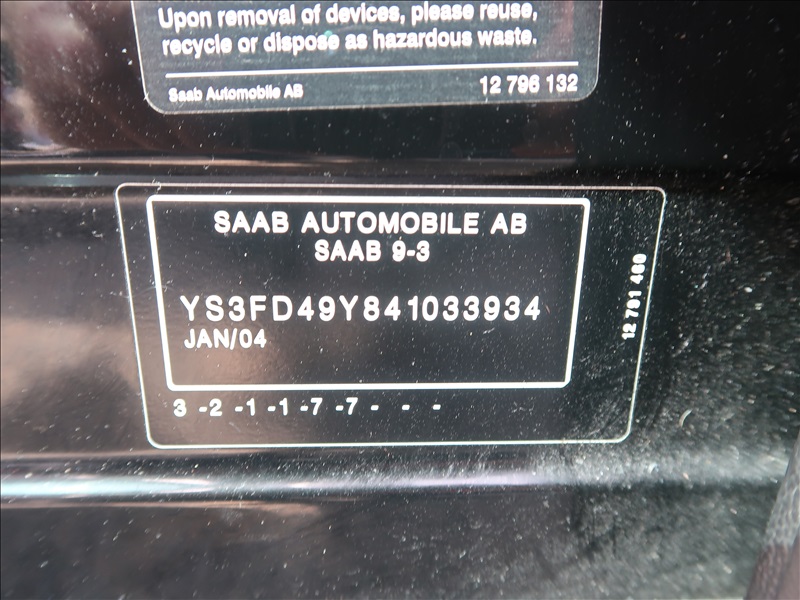 Upon removal of devices, please reuse,
recycle or dispose as hazardous waste.
Saab Automobile AB 12 796 132
SAAB AUTOMOBILE AB
SAAB 9-3
YS3FD49Y841033934
JAN/04
3 -2 -1 -1 -7 -7 - - -